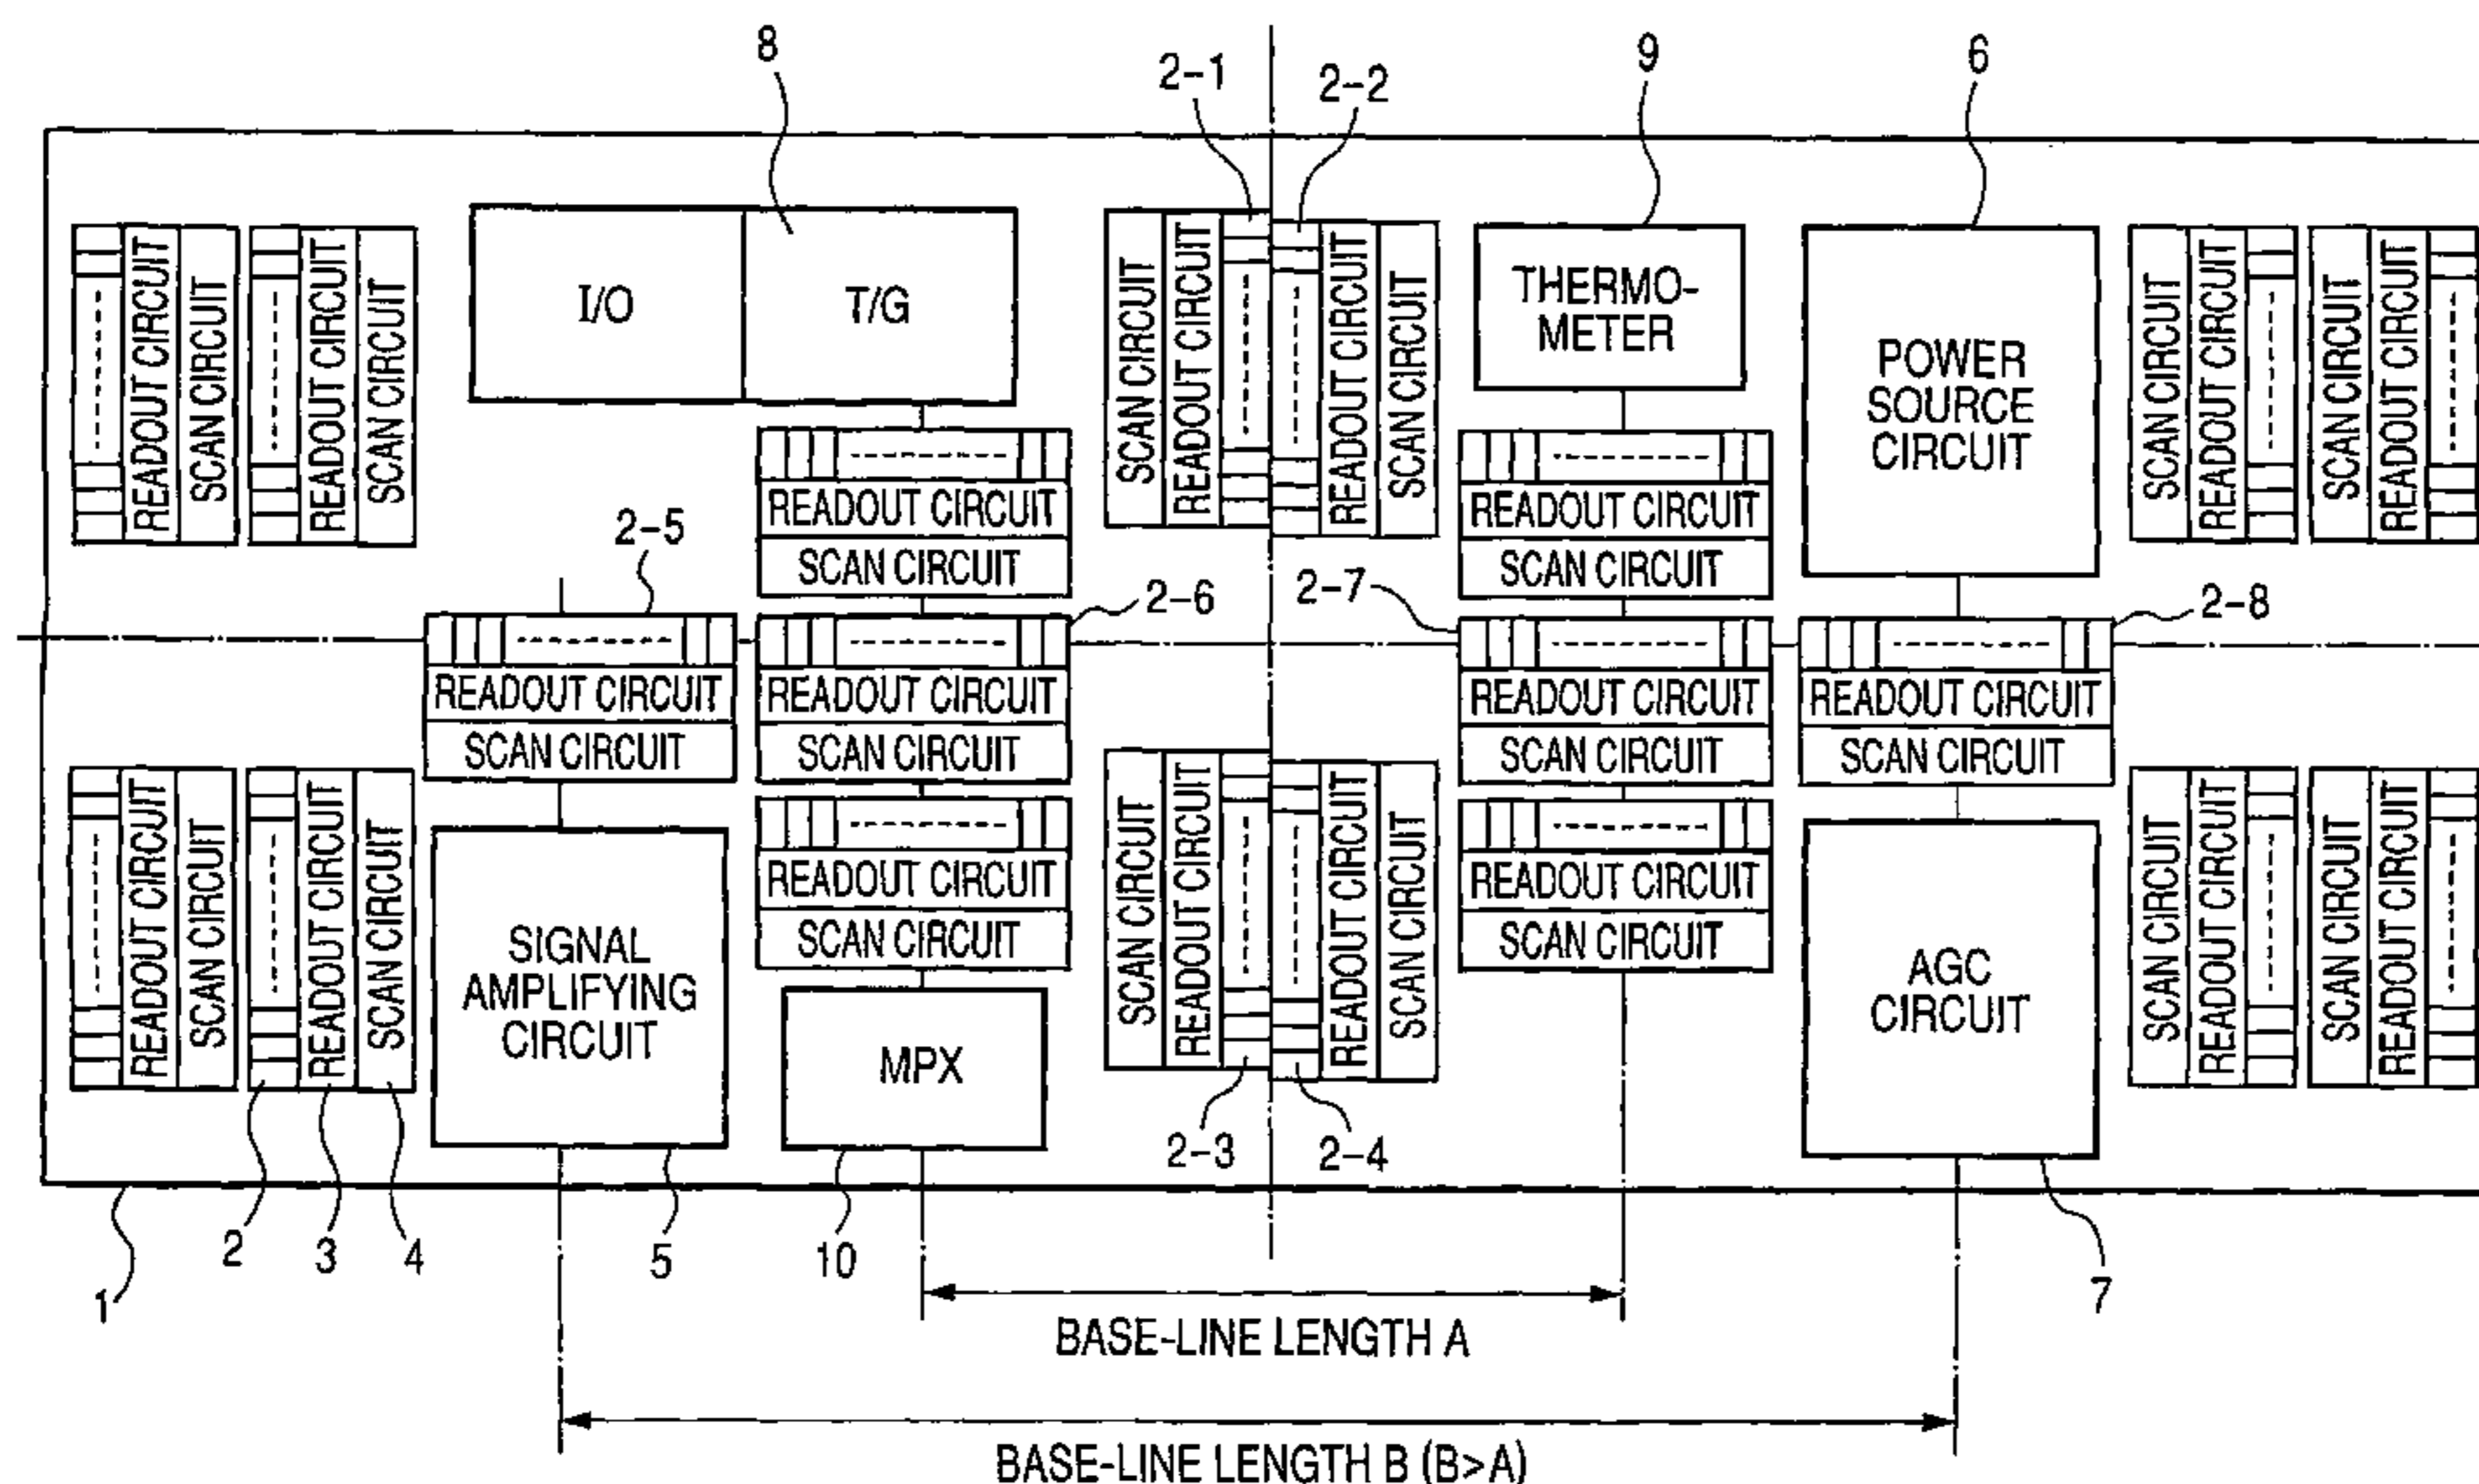 8
2-1
2-2
9
6
READOUT CIRCUIT
SCAN CIRCUIT
READOUT CIRCUIT
SCAN CIRCUIT
I/O
T/G
SCAN CIRCUIT
READOUT CIRCUIT
READOUT CIRCUIT
SCAN CIRCUIT
THERMO-
METER
POWER
SOURCE
CIRCUIT
SCAN CIRCUIT
READOUT CIRCUIT
SCAN CIRCUIT
READOUT CIRCUIT
READOUT CIRCUIT
SCAN CIRCUIT
READOUT CIRCUIT
SCAN CIRCUIT
2-5
2-6
2-7
2-8
READOUT CIRCUIT
SCAN CIRCUIT
READOUT CIRCUIT
SCAN CIRCUIT
READOUT CIRCUIT
SCAN CIRCUIT
READOUT CIRCUIT
SCAN CIRCUIT
READOUT CIRCUIT
SCAN CIRCUIT
READOUT CIRCUIT
SCAN CIRCUIT
SIGNAL
AMPLIFYING
CIRCUIT
READOUT CIRCUIT
SCAN CIRCUIT
MPX
SCAN CIRCUIT
READOUT CIRCUIT
READOUT CIRCUIT
SCAN CIRCUIT
READOUT CIRCUIT
SCAN CIRCUIT
AGC
CIRCUIT
SCAN CIRCUIT
READOUT CIRCUIT
SCAN CIRCUIT
READOUT CIRCUIT
2-3
2-4
1
2
3
4
5
10
7
BASE-LINE LENGTH A
BASE-LINE LENGTH B (B>A)